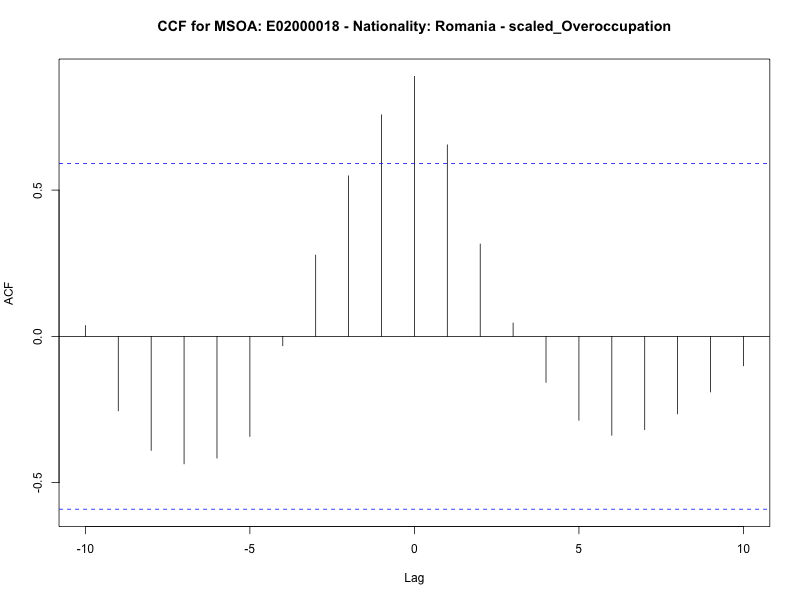 CCF for MSOA: E02000018 - Nationality: Romania - scaled_Overoccupation
ACF
0.5
0.0
-0.5
-10 -5 0 5 10
Lag